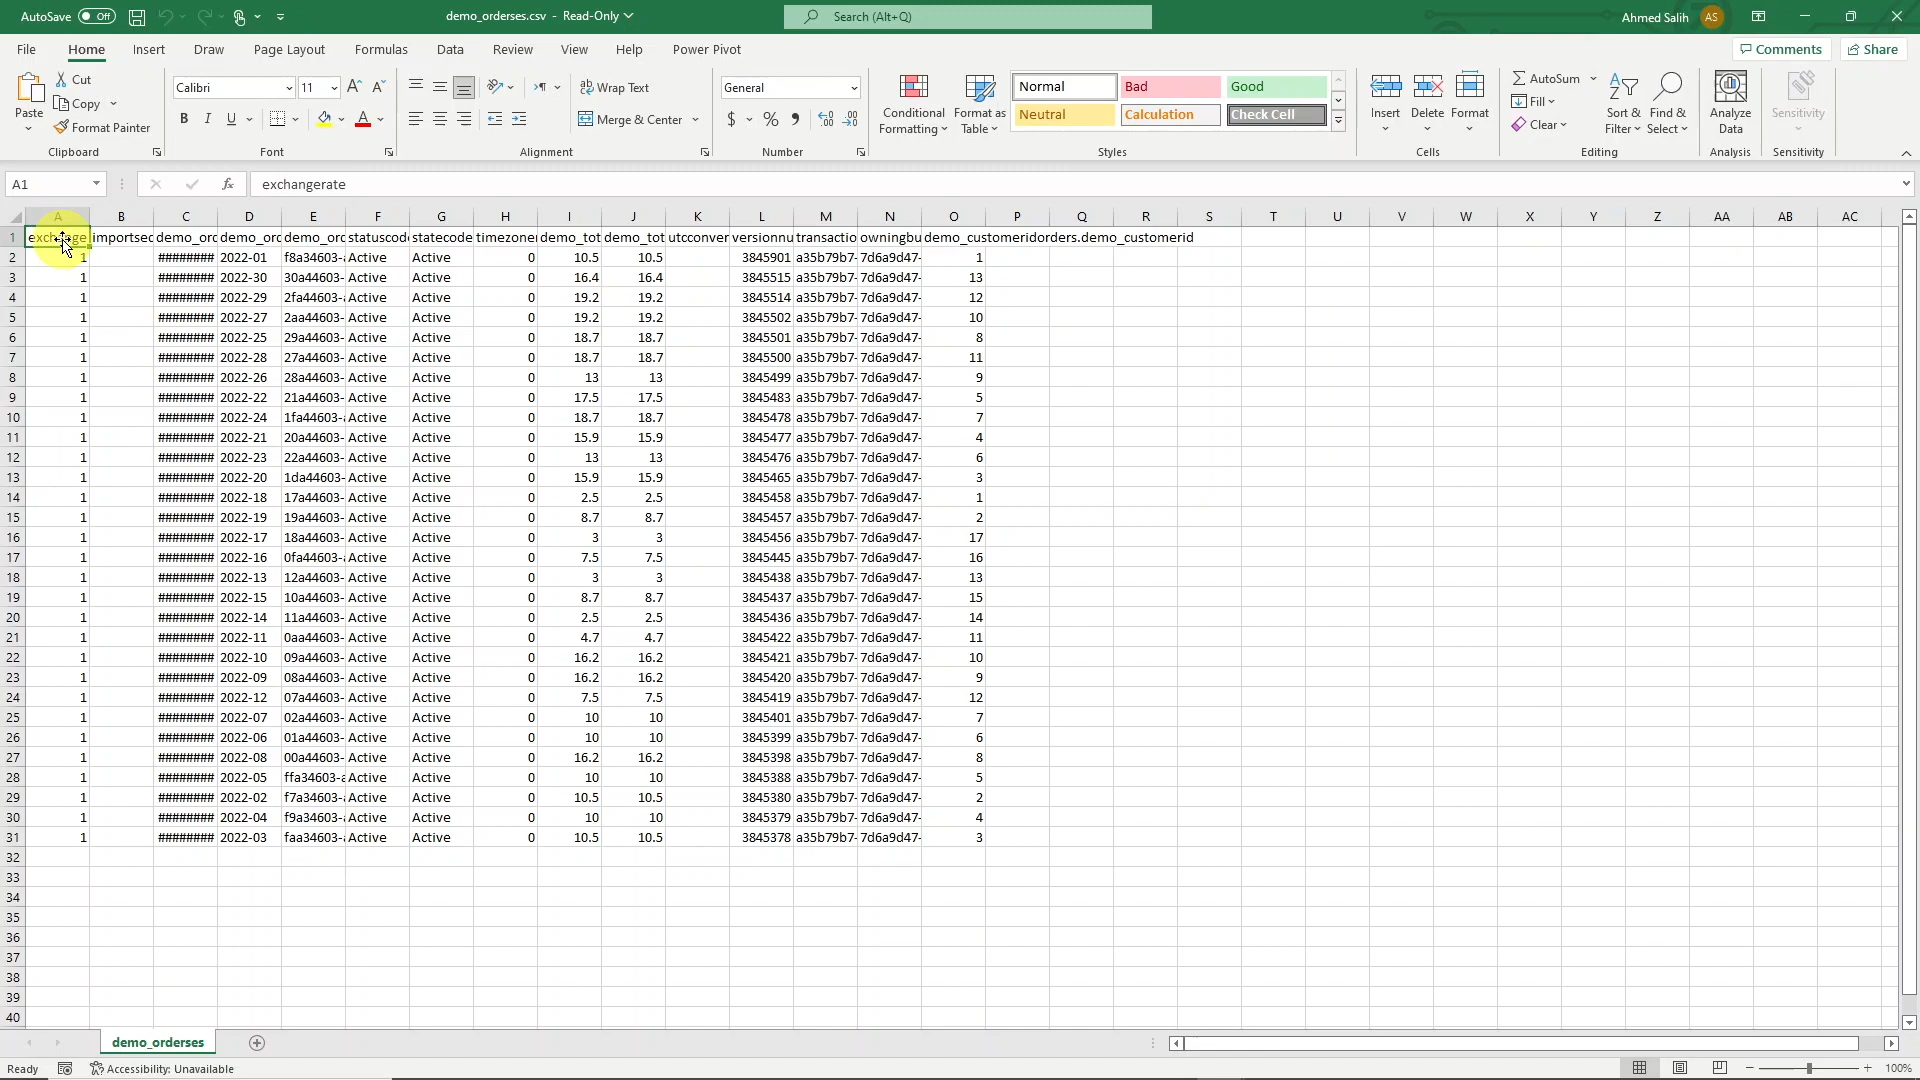 AutoSave Off demo_orderses.csv - Read-Only Search (Alt+Q) Ahmed Salih AS
File Home Insert Draw Page Layout Formulas Data Review View Help Power Pivot Comments Share
Paste Cut Copy Format Painter Clipboard
Calibri 11 B I U A Font
Wrap Text Merge & Center Alignment
General $ % Number
Conditional Formatting Format as Table Normal Bad Good Neutral Calculation Check Cell Styles
Insert Delete Format Cells
AutoSum Fill Clear Sort & Filter Find & Select Editing
Analyze Data Analysis
Sensitivity Sensitivity
A1 fx exchangerate
A B C D E F G H I J K L M N O P Q R S T U V W X Y Z AA AB AC
1 exchange importsec demo_orc demo_orc demo_orc statuscode statecode timezone demo_tot demo_tot utcconver versionnu transactio owningbu demo_customeridorders.demo_customerid
2 1 ######## 2022-01 f8a34603- Active Active 0 10.5 10.5 3845901 a35b79b7- 7d6a9d47- 1
3 1 ######## 2022-30 30a44603- Active Active 0 16.4 16.4 3845515 a35b79b7- 7d6a9d47- 13
4 1 ######## 2022-29 2fa44603- Active Active 0 19.2 19.2 3845514 a35b79b7- 7d6a9d47- 12
5 1 ######## 2022-27 2aa44603- Active Active 0 19.2 19.2 3845502 a35b79b7- 7d6a9d47- 10
6 1 ######## 2022-25 29a44603- Active Active 0 18.7 18.7 3845501 a35b79b7- 7d6a9d47- 8
7 1 ######## 2022-28 27a44603- Active Active 0 18.7 18.7 3845500 a35b79b7- 7d6a9d47- 11
8 1 ######## 2022-26 28a44603- Active Active 0 13 13 3845499 a35b79b7- 7d6a9d47- 9
9 1 ######## 2022-22 21a44603- Active Active 0 17.5 17.5 3845483 a35b79b7- 7d6a9d47- 5
10 1 ######## 2022-24 1fa44603- Active Active 0 18.7 18.7 3845478 a35b79b7- 7d6a9d47- 7
11 1 ######## 2022-21 20a44603- Active Active 0 15.9 15.9 3845477 a35b79b7- 7d6a9d47- 4
12 1 ######## 2022-23 22a44603- Active Active 0 13 13 3845476 a35b79b7- 7d6a9d47- 6
13 1 ######## 2022-20 1da44603- Active Active 0 15.9 15.9 3845465 a35b79b7- 7d6a9d47- 3
14 1 ######## 2022-18 17a44603- Active Active 0 2.5 2.5 3845458 a35b79b7- 7d6a9d47- 1
15 1 ######## 2022-19 19a44603- Active Active 0 8.7 8.7 3845457 a35b79b7- 7d6a9d47- 2
16 1 ######## 2022-17 18a44603- Active Active 0 3 3 3845456 a35b79b7- 7d6a9d47- 17
17 1 ######## 2022-16 0fa44603- Active Active 0 7.5 7.5 3845445 a35b79b7- 7d6a9d47- 16
18 1 ######## 2022-13 12a44603- Active Active 0 3 3 3845438 a35b79b7- 7d6a9d47- 13
19 1 ######## 2022-15 10a44603- Active Active 0 8.7 8.7 3845437 a35b79b7- 7d6a9d47- 15
20 1 ######## 2022-14 11a44603- Active Active 0 2.5 2.5 3845436 a35b79b7- 7d6a9d47- 14
21 1 ######## 2022-11 0aa44603- Active Active 0 4.7 4.7 3845422 a35b79b7- 7d6a9d47- 11
22 1 ######## 2022-10 09a44603- Active Active 0 16.2 16.2 3845421 a35b79b7- 7d6a9d47- 10
23 1 ######## 2022-09 08a44603- Active Active 0 16.2 16.2 3845420 a35b79b7- 7d6a9d47- 9
24 1 ######## 2022-12 07a44603- Active Active 0 7.5 7.5 3845419 a35b79b7- 7d6a9d47- 12
25 1 ######## 2022-07 02a44603- Active Active 0 10 10 3845401 a35b79b7- 7d6a9d47- 7
26 1 ######## 2022-06 01a44603- Active Active 0 10 10 3845399 a35b79b7- 7d6a9d47- 6
27 1 ######## 2022-08 00a44603- Active Active 0 16.2 16.2 3845398 a35b79b7- 7d6a9d47- 8
28 1 ######## 2022-05 ffa34603-a Active Active 0 10 10 3845388 a35b79b7- 7d6a9d47- 5
29 1 ######## 2022-02 f7a34603- Active Active 0 10.5 10.5 3845380 a35b79b7- 7d6a9d47- 2
30 1 ######## 2022-04 f9a34603- Active Active 0 10 10 3845379 a35b79b7- 7d6a9d47- 4
31 1 ######## 2022-03 faa34603- Active Active 0 10.5 10.5 3845378 a35b79b7- 7d6a9d47- 3
32
33
34
35
36
37
38
39
40
demo_orderses
Ready Accessibility: Unavailable 100%